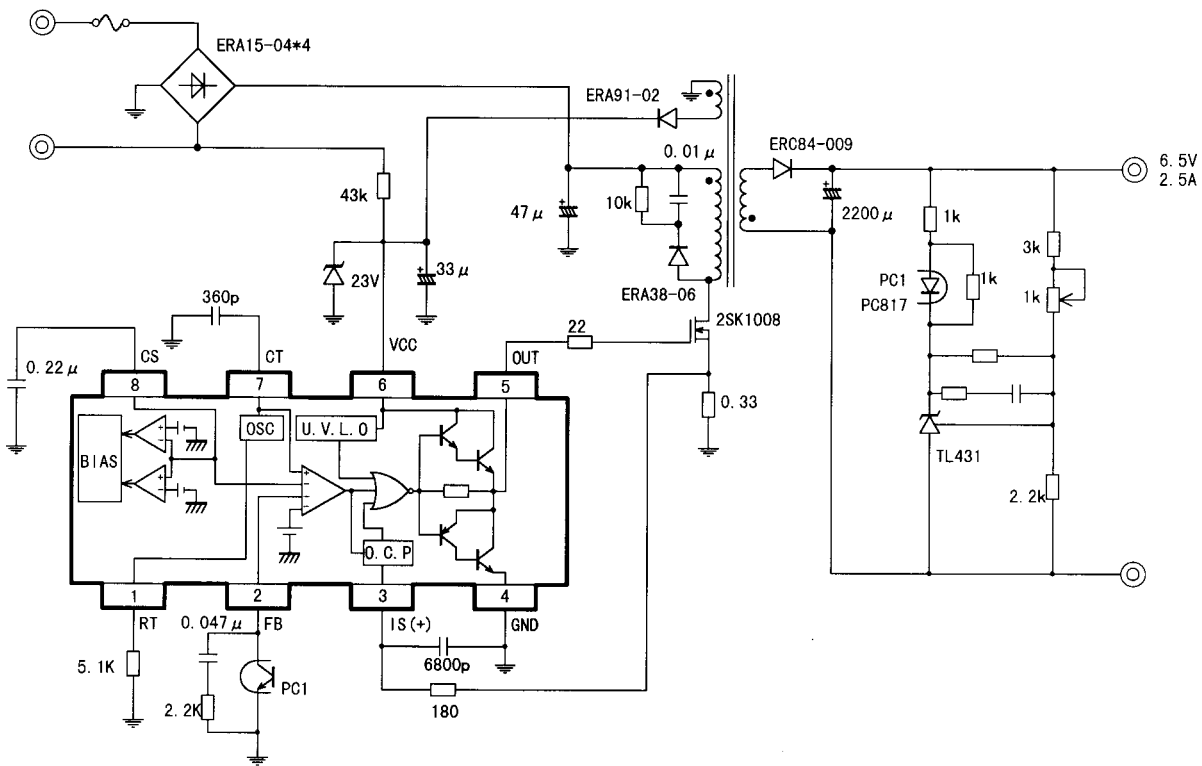 ERA15-04*4
ERA91-02
ERC84-009
6.5V
2.5A
0.01μ
43k
47μ
10k
2200μ
1k
3k
23V
33μ
ERA38-06
PC1
PC817
1k
1k
360p
2SK1008
22
0.22μ
CS
CT
VCC
OUT
8
7
6
5
0.33
OSC
U.V.L.O
BIAS
TL431
2.2k
O.C.P
1
2
3
4
RT
0.047μ
FB
IS(+)
GND
6800p
5.1K
2.2K
PC1
180